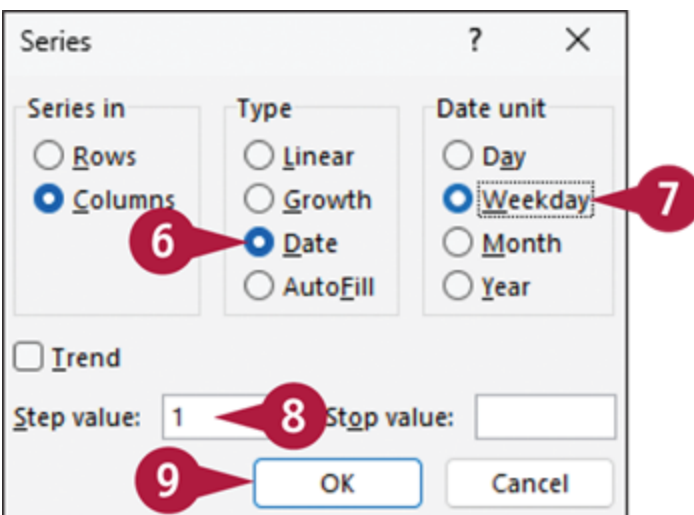 Series ?
Series in Type Date unit
Rows Linear Day
Columns Growth Weekday 7
6 Date Month
AutoFill Year
Trend
Step value: 1 8 Stop value:
9 OK Cancel